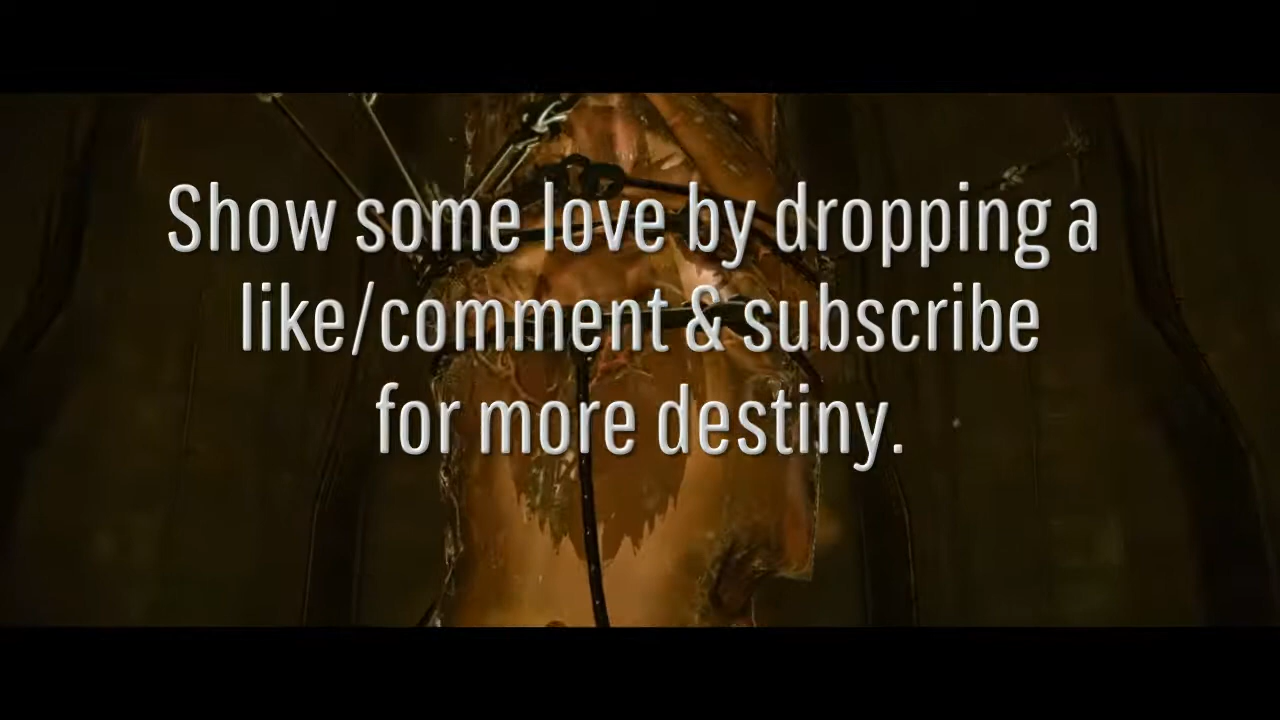 Show some love by dropping a
like/comment & subscribe
for more destiny.